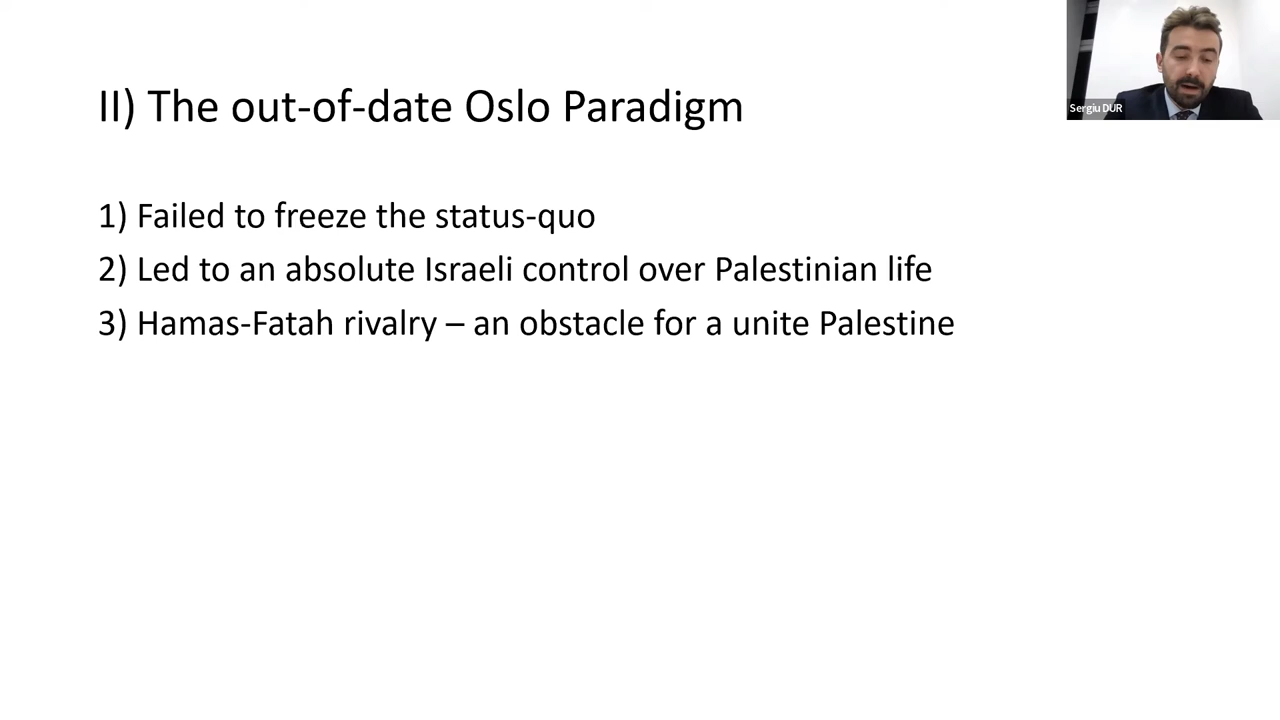 II) The out-of-date Oslo Paradigm
Sergiu DUR
1) Failed to freeze the status-quo
2) Led to an absolute Israeli control over Palestinian life
3) Hamas-Fatah rivalry – an obstacle for a unite Palestine